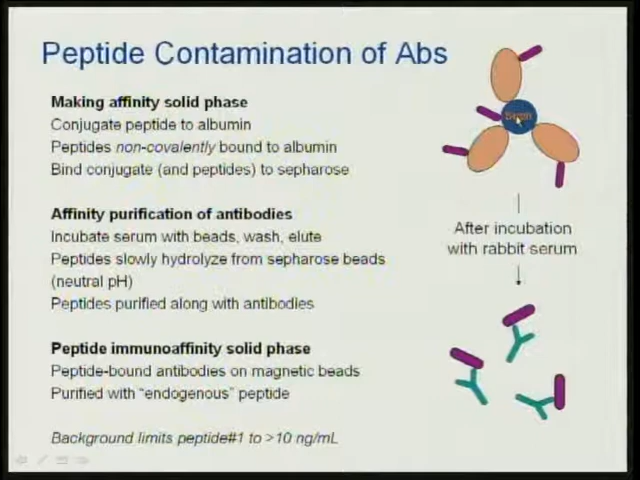 Peptide Contamination of Abs
Making affinity solid phase
Conjugate peptide to albumin
Peptides non-covalently bound to albumin
Bind conjugate (and peptides) to sepharose
Affinity purification of antibodies
Incubate serum with beads, wash, elute
Peptides slowly hydrolyze from sepharose beads
(neutral pH)
Peptides purified along with antibodies
Peptide immunoaffinity solid phase
Peptide-bound antibodies on magnetic beads
Purified with “endogenous” peptide
Background limits peptide#1 to >10 ng/mL
After incubation
with rabbit serum